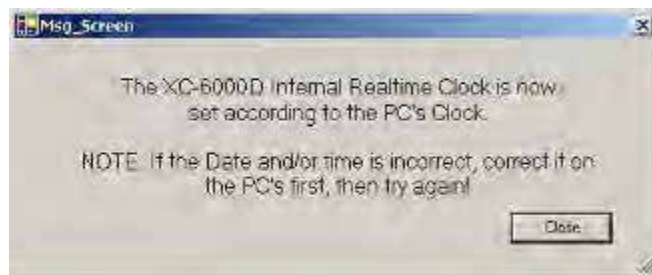 Msg_Screen
The XC-6000D Internal Realtime Clock is now
set according to the PC's Clock.
NOTE: If the Date and/or time is incorrect, correct it on
the PC's first, then try again!
Close